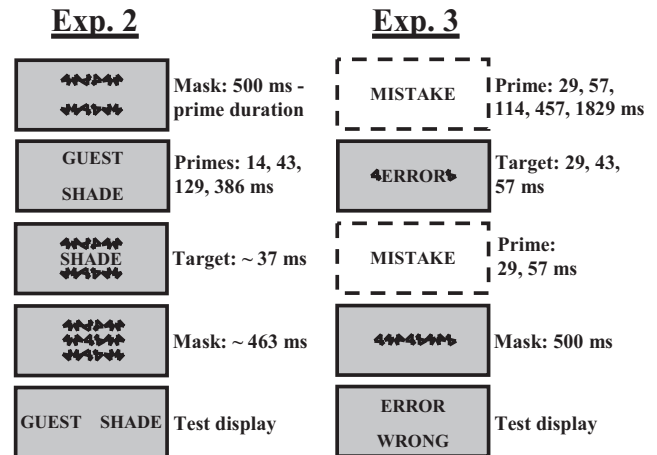 Exp. 2
Mask: 500 ms -
prime duration
GUEST
SHADE
Primes: 14, 43,
129, 386 ms
SHADE
Target: ~ 37 ms
Mask: ~ 463 ms
GUEST SHADE
Test display
Exp. 3
MISTAKE
Prime: 29, 57,
114, 457, 1829 ms
ERROR
Target: 29, 43,
57 ms
MISTAKE
Prime:
29, 57 ms
Mask: 500 ms
ERROR
WRONG
Test display